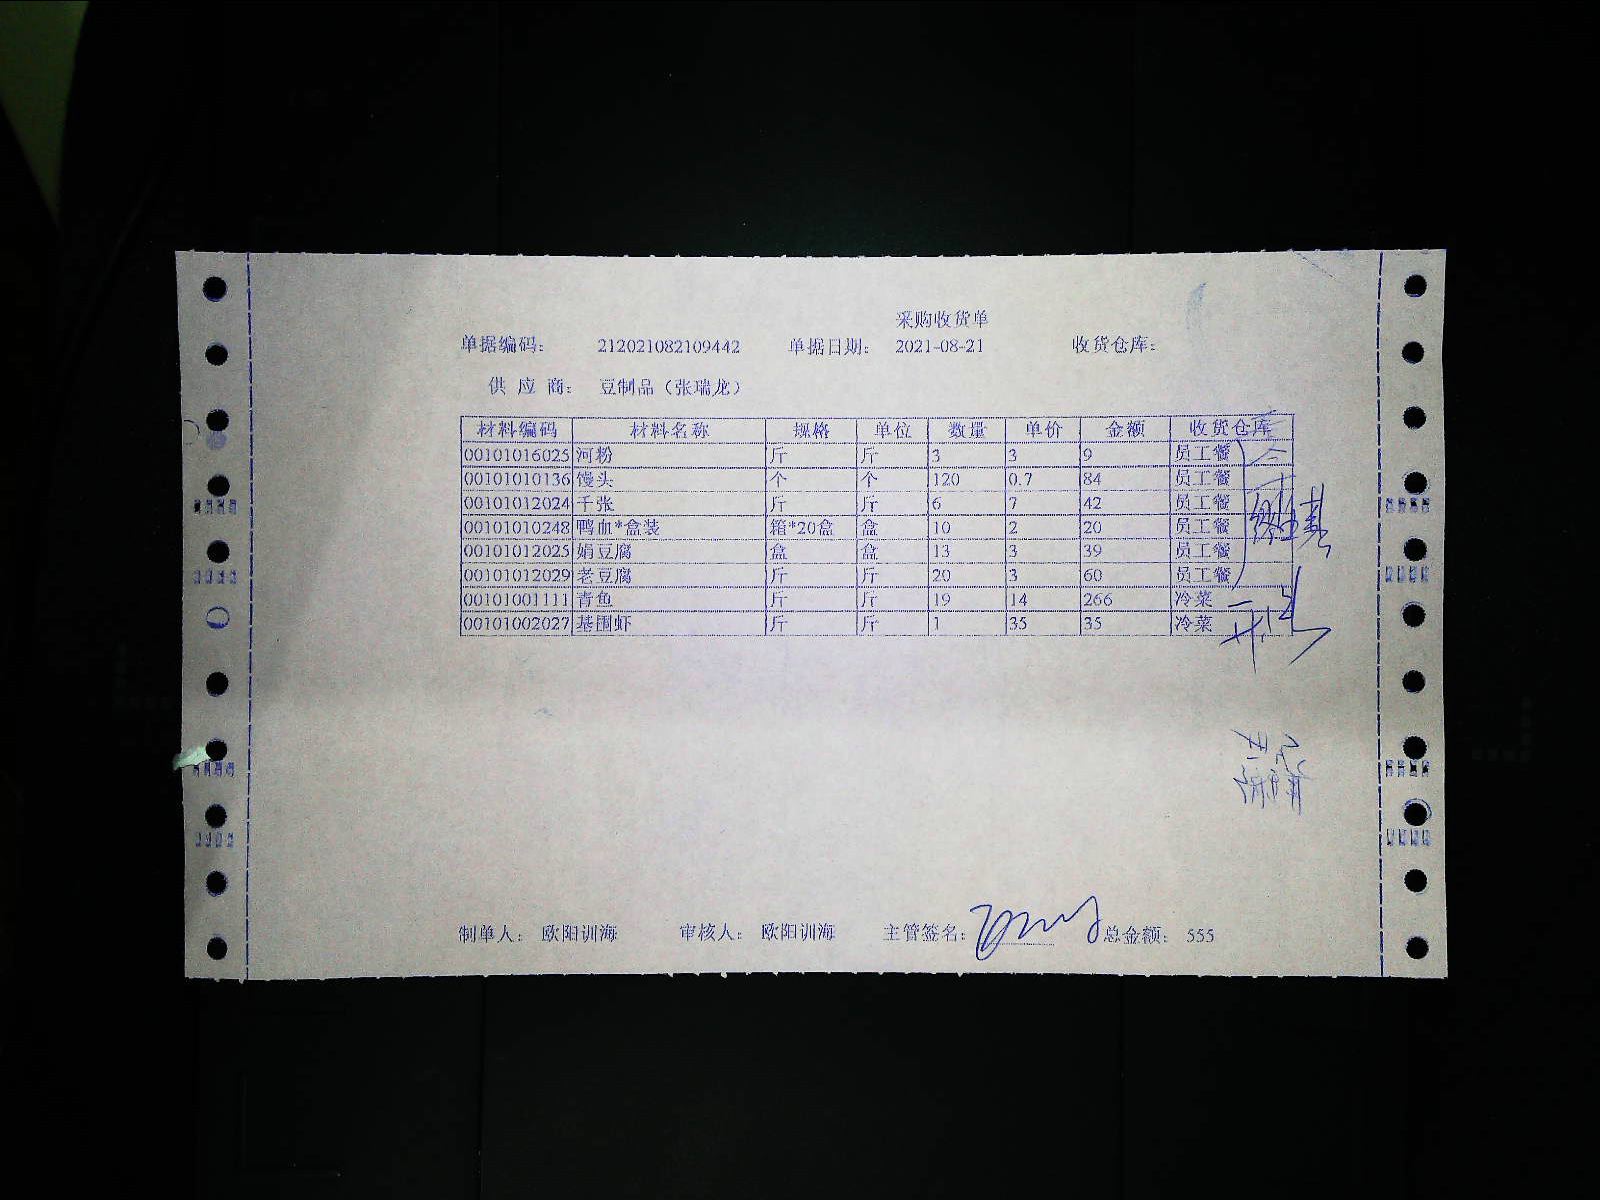 采购收货单
单据编码: 212021082109442 单据日期: 2021-08-21 收货仓库:
供 应 商: 豆制品（张瑞龙）
材料编码 材料名称 规格 单位 数量 单价 金额 收货仓库
00101016025 河粉 斤 斤 3 3 9 员工餐
00101010136 馒头 个 个 120 0.7 84 员工餐
00101012024 千张 斤 斤 6 7 42 员工餐
00101010248 鸭血*盒装 箱*20盒 盒 10 2 20 员工餐
00101012025 娟豆腐 盒 盒 13 3 39 员工餐
00101012029 老豆腐 斤 斤 20 3 60 员工餐
00101001111 青鱼 斤 斤 19 14 266 冷菜
00101002027 基围虾 斤 斤 1 35 35 冷菜
制单人: 欧阳训海 审核人: 欧阳训海 主管签名: 总金额: 555